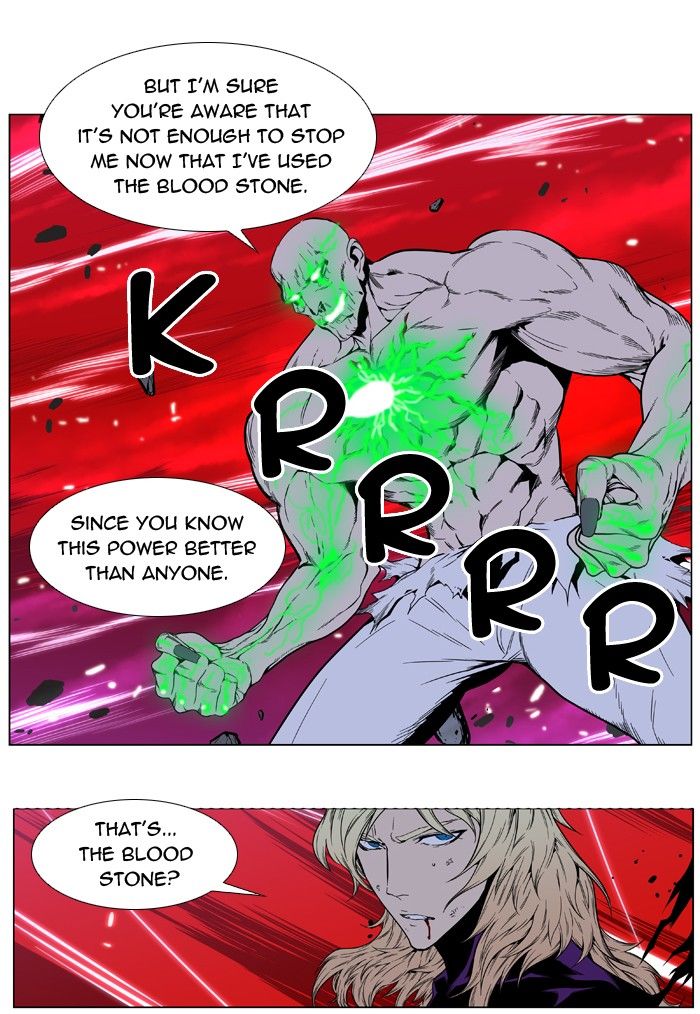 BUT I'M SURE
YOU'RE AWARE THAT
IT'S NOT ENOUGH TO STOP
ME NOW THAT I'VE USED
THE BLOOD STONE.
KRRRR
SINCE YOU KNOW
THIS POWER BETTER
THAN ANYONE.
THAT'S...
THE BLOOD
STONE?